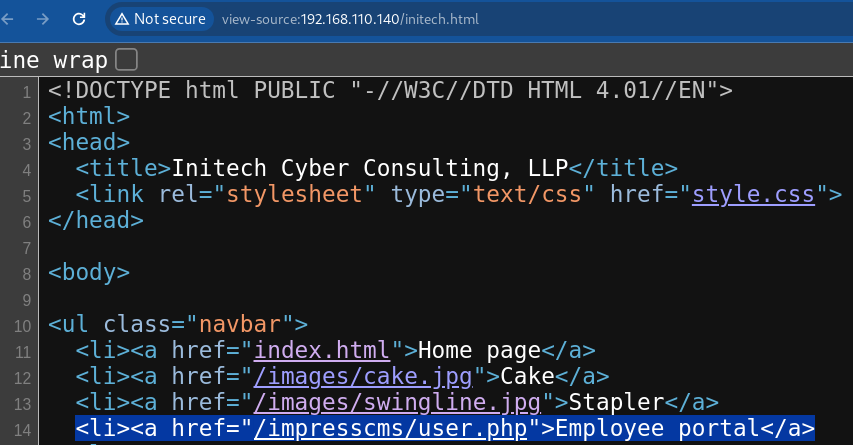 Not secure view-source:192.168.110.140/initech.html
ine wrap
1 <!DOCTYPE html PUBLIC "-//W3C//DTD HTML 4.01//EN">
2 <html>
3 <head>
4 <title>Initech Cyber Consulting, LLP</title>
5 <link rel="stylesheet" type="text/css" href="style.css">
6 </head>
7
8 <body>
9
10 <ul class="navbar">
11 <li><a href="index.html">Home page</a>
12 <li><a href="/images/cake.jpg">Cake</a>
13 <li><a href="/images/swingline.jpg">Stapler</a>
14 <li><a href="/impresscms/user.php">Employee portal</a>